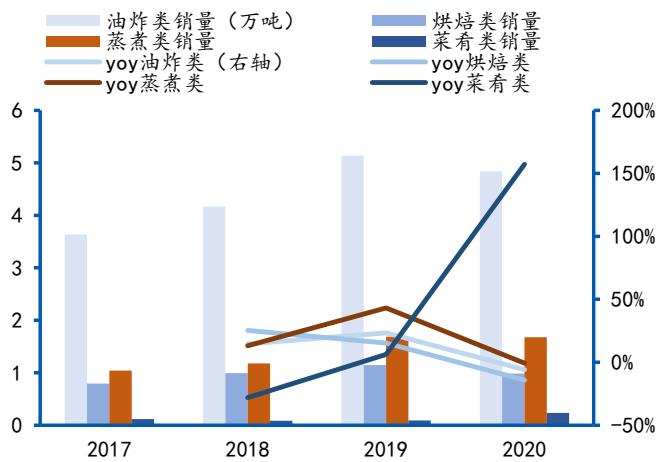 油炸类销量（万吨） 烘焙类销量
蒸煮类销量 菜肴类销量
yoy油炸类（右轴） yoy烘焙类
yoy蒸煮类 yoy菜肴类
6 200%
5 150%
4 100%
3 50%
2 0%
1 -50%
0
2017 2018 2019 2020